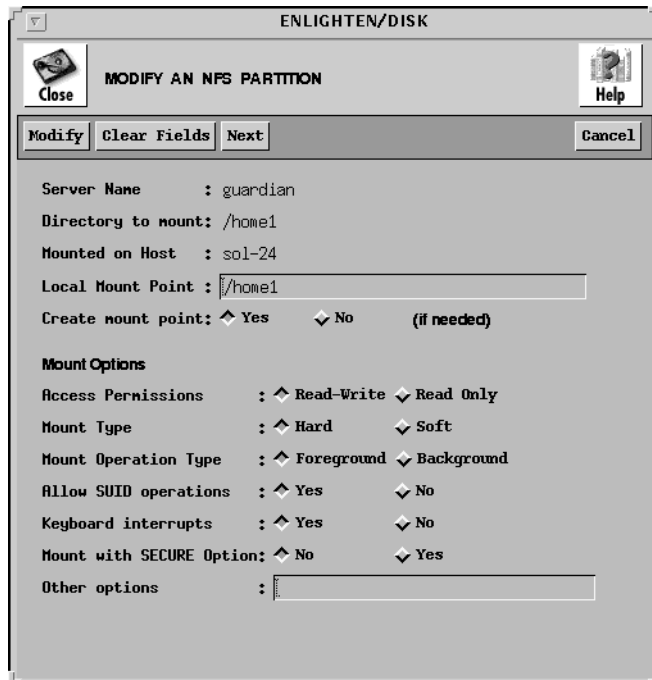 ENLIGHTEN/DISK
Close
MODIFY AN NFS PARTITION
Help
Modify Clear Fields Next Cancel
Server Name : guardian
Directory to mount: /home1
Mounted on Host : sol-24
Local Mount Point : /home1
Create mount point: Yes No (if needed)
Mount Options
Access Permissions : Read-Write Read Only
Mount Type : Hard Soft
Mount Operation Type : Foreground Background
Allow SUID operations : Yes No
Keyboard interrupts : Yes No
Mount with SECURE Option: No Yes
Other options :